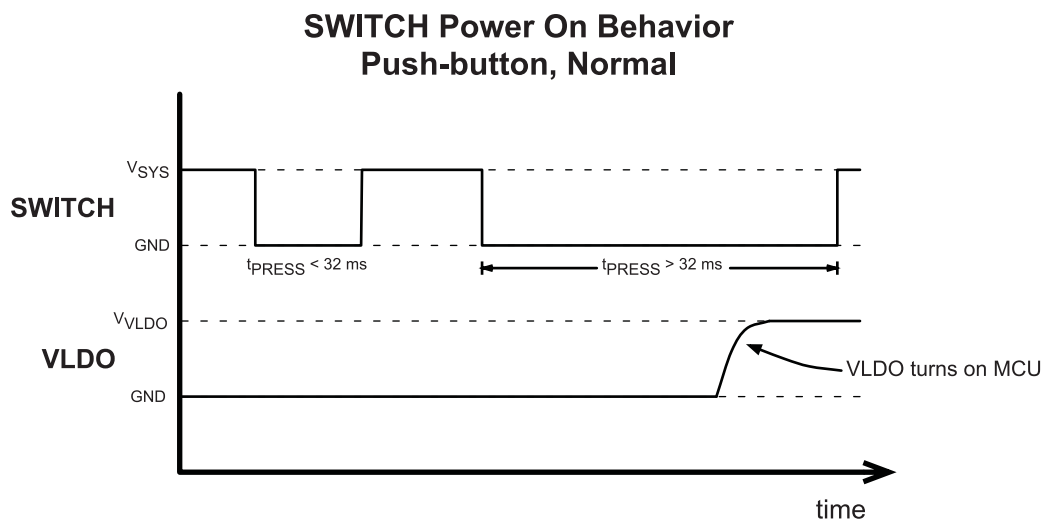 SWITCH Power On Behavior
Push-button, Normal
VSYS
SWITCH
GND
tPRESS < 32 ms
tPRESS > 32 ms
VVLDO
VLDO
VLDO turns on MCU
GND
time